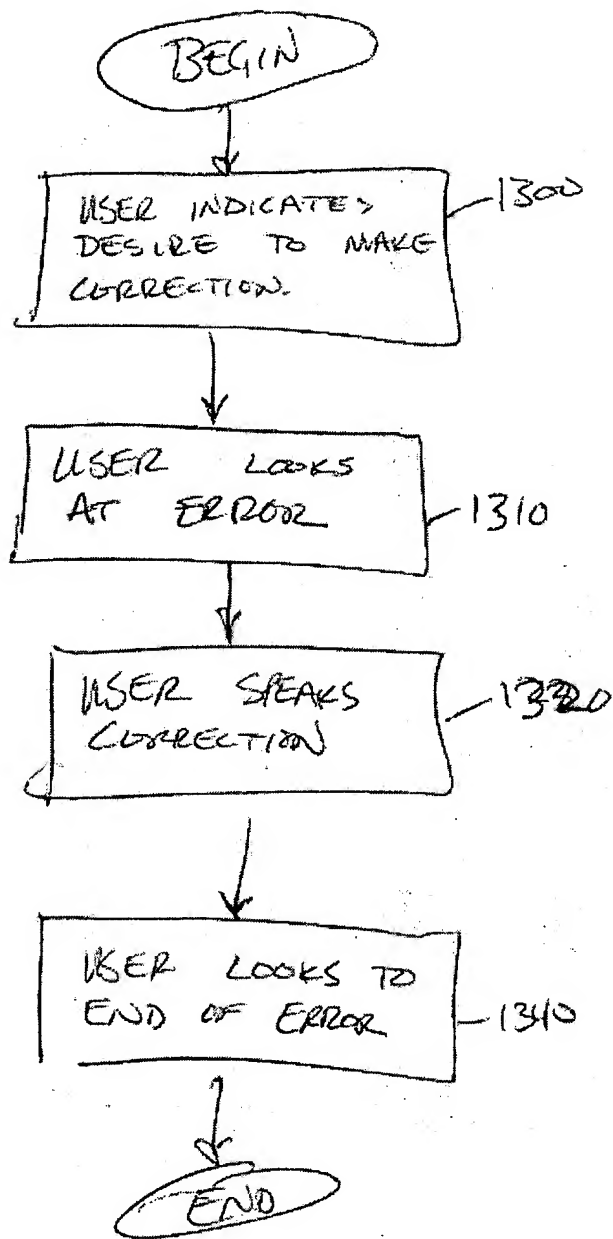 BEGIN
USER INDICATES
DESIRE TO MAKE
CORRECTION.
1300
USER LOOKS
AT ERROR
1310
USER SPEAKS
CORRECTION
USER LOOKS TO
END OF ERROR
1340
END